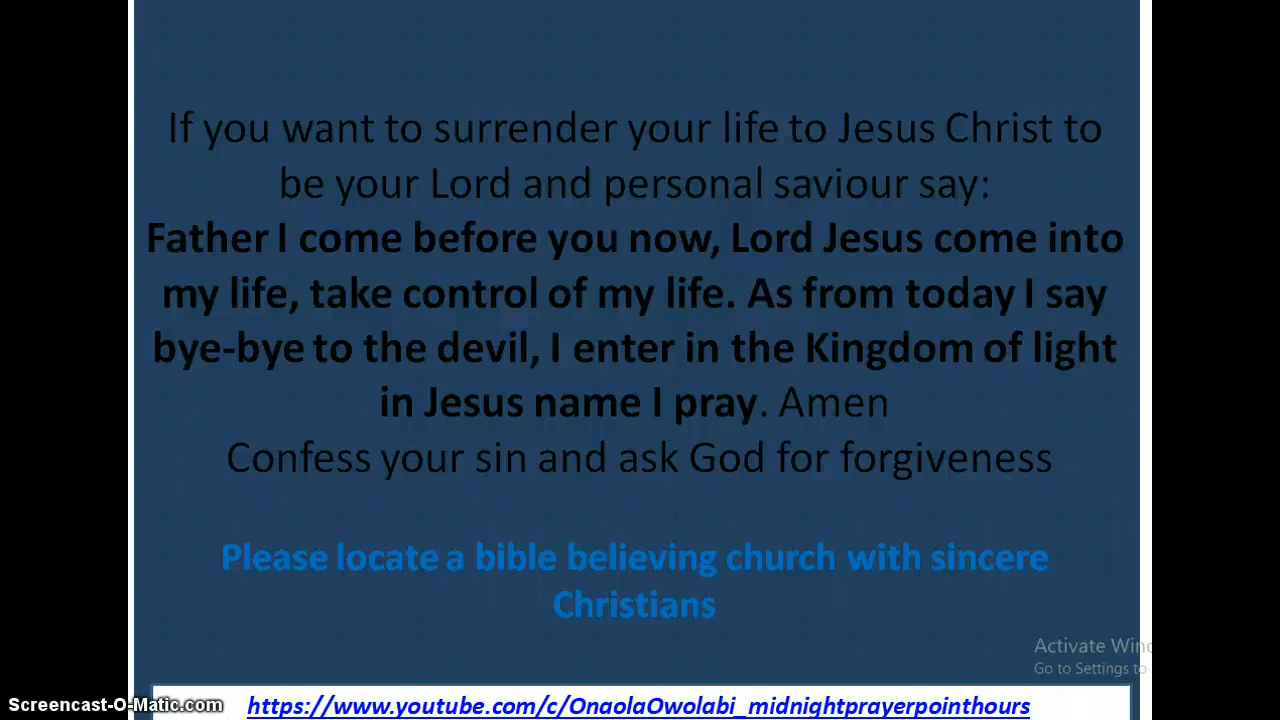 If you want to surrender your life to Jesus Christ to
be your Lord and personal saviour say:
Father I come before you now, Lord Jesus come into
my life, take control of my life. As from today I say
bye-bye to the devil, I enter in the Kingdom of light
in Jesus name I pray. Amen
Confess your sin and ask God for forgiveness
Please locate a bible believing church with sincere
Christians
Activate Wind
Go to Settings to
Screencast-O-Matic.com
https://www.youtube.com/c/OnaolaOwolabi_midnightprayerpointhours